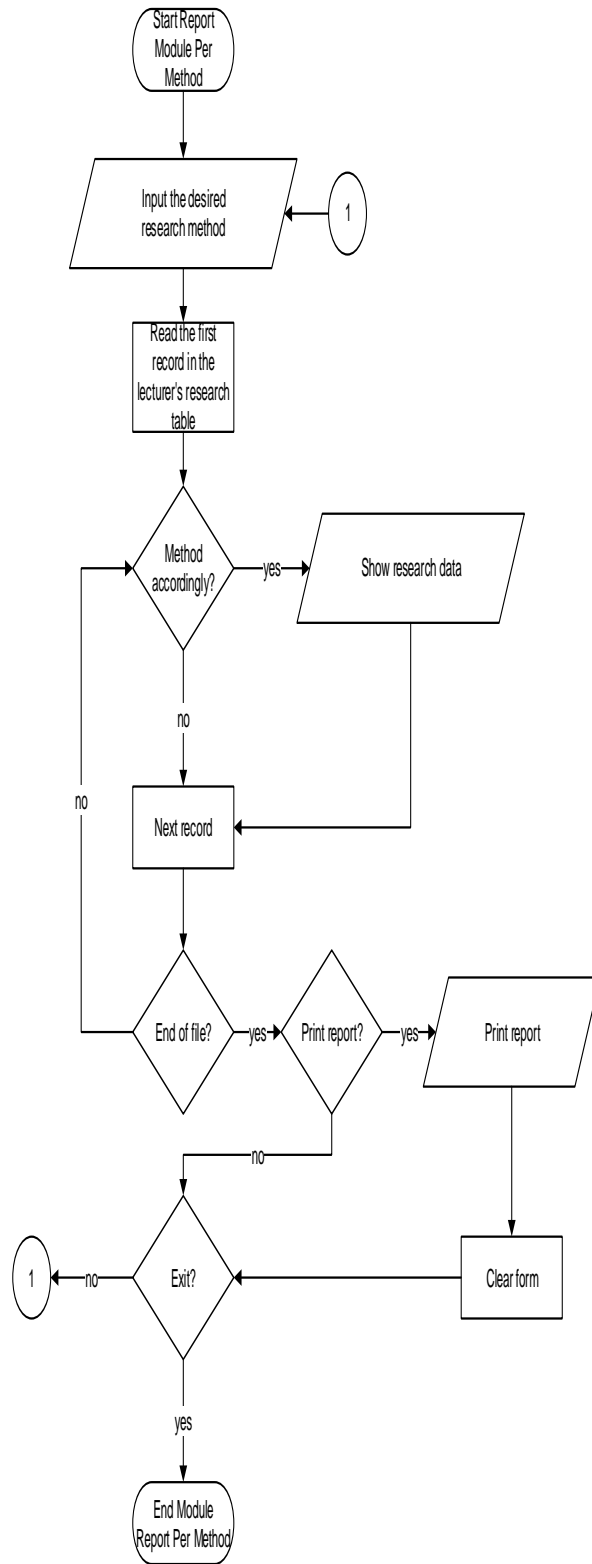 Start Report
Module Per
Method
Input the desired
research method
1
Read the first
record in the
lecturer's research
table
Method
accordingly?
yes
Show research data
no
no
Next record
End of file?
yes
Print report?
yes
Print report
no
1
no
Exit?
Clear form
yes
End Module
Report Per Method